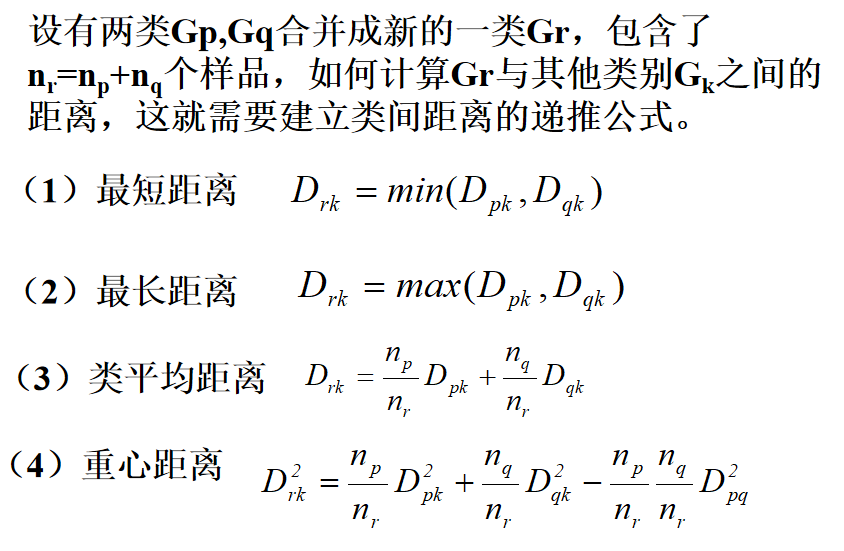 设有两类Gp,Gq合并成新的一类Gr，包含了
nᵣ=nₚ+n_q个样品，如何计算Gr与其他类别Gₖ之间的
距离，这就需要建立类间距离的递推公式。
（1）最短距离 D_{rk} = min(D_{pk}, D_{qk})
（2）最长距离 D_{rk} = max(D_{pk}, D_{qk})
（3）类平均距离 D_{rk} = \frac{n_p}{n_r} D_{pk} + \frac{n_q}{n_r} D_{qk}
（4）重心距离 D_{rk}^2 = \frac{n_p}{n_r} D_{pk}^2 + \frac{n_q}{n_r} D_{qk}^2 - \frac{n_p}{n_r} \frac{n_q}{n_r} D_{pq}^2